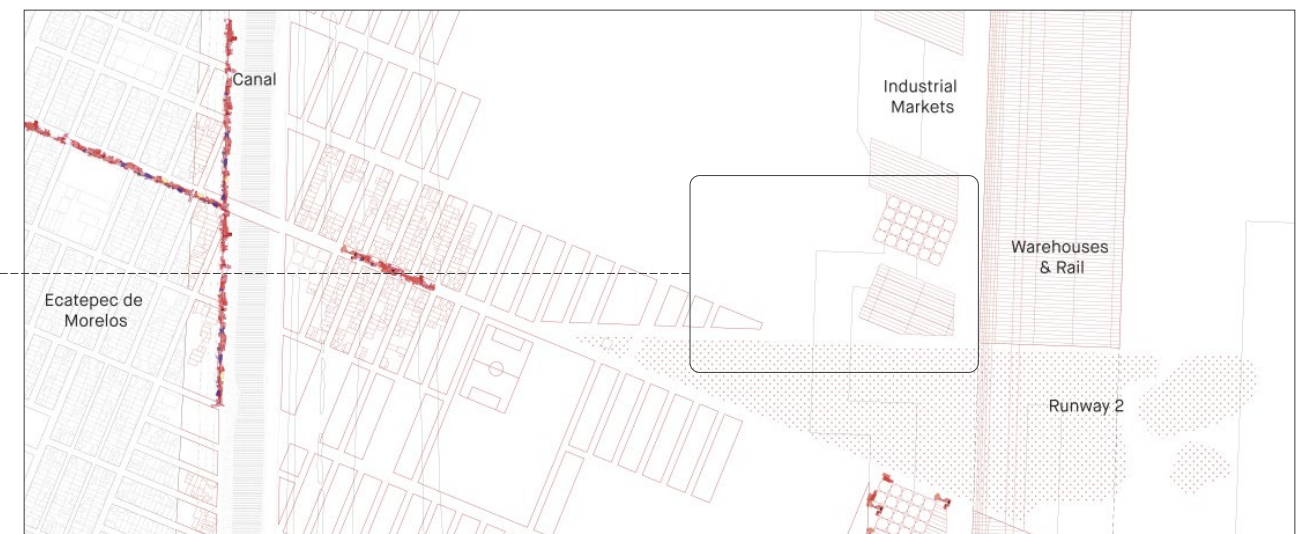 Canal
Industrial
Markets
Warehouses
& Rail
Ecatepec de
Morelos
Runway 2